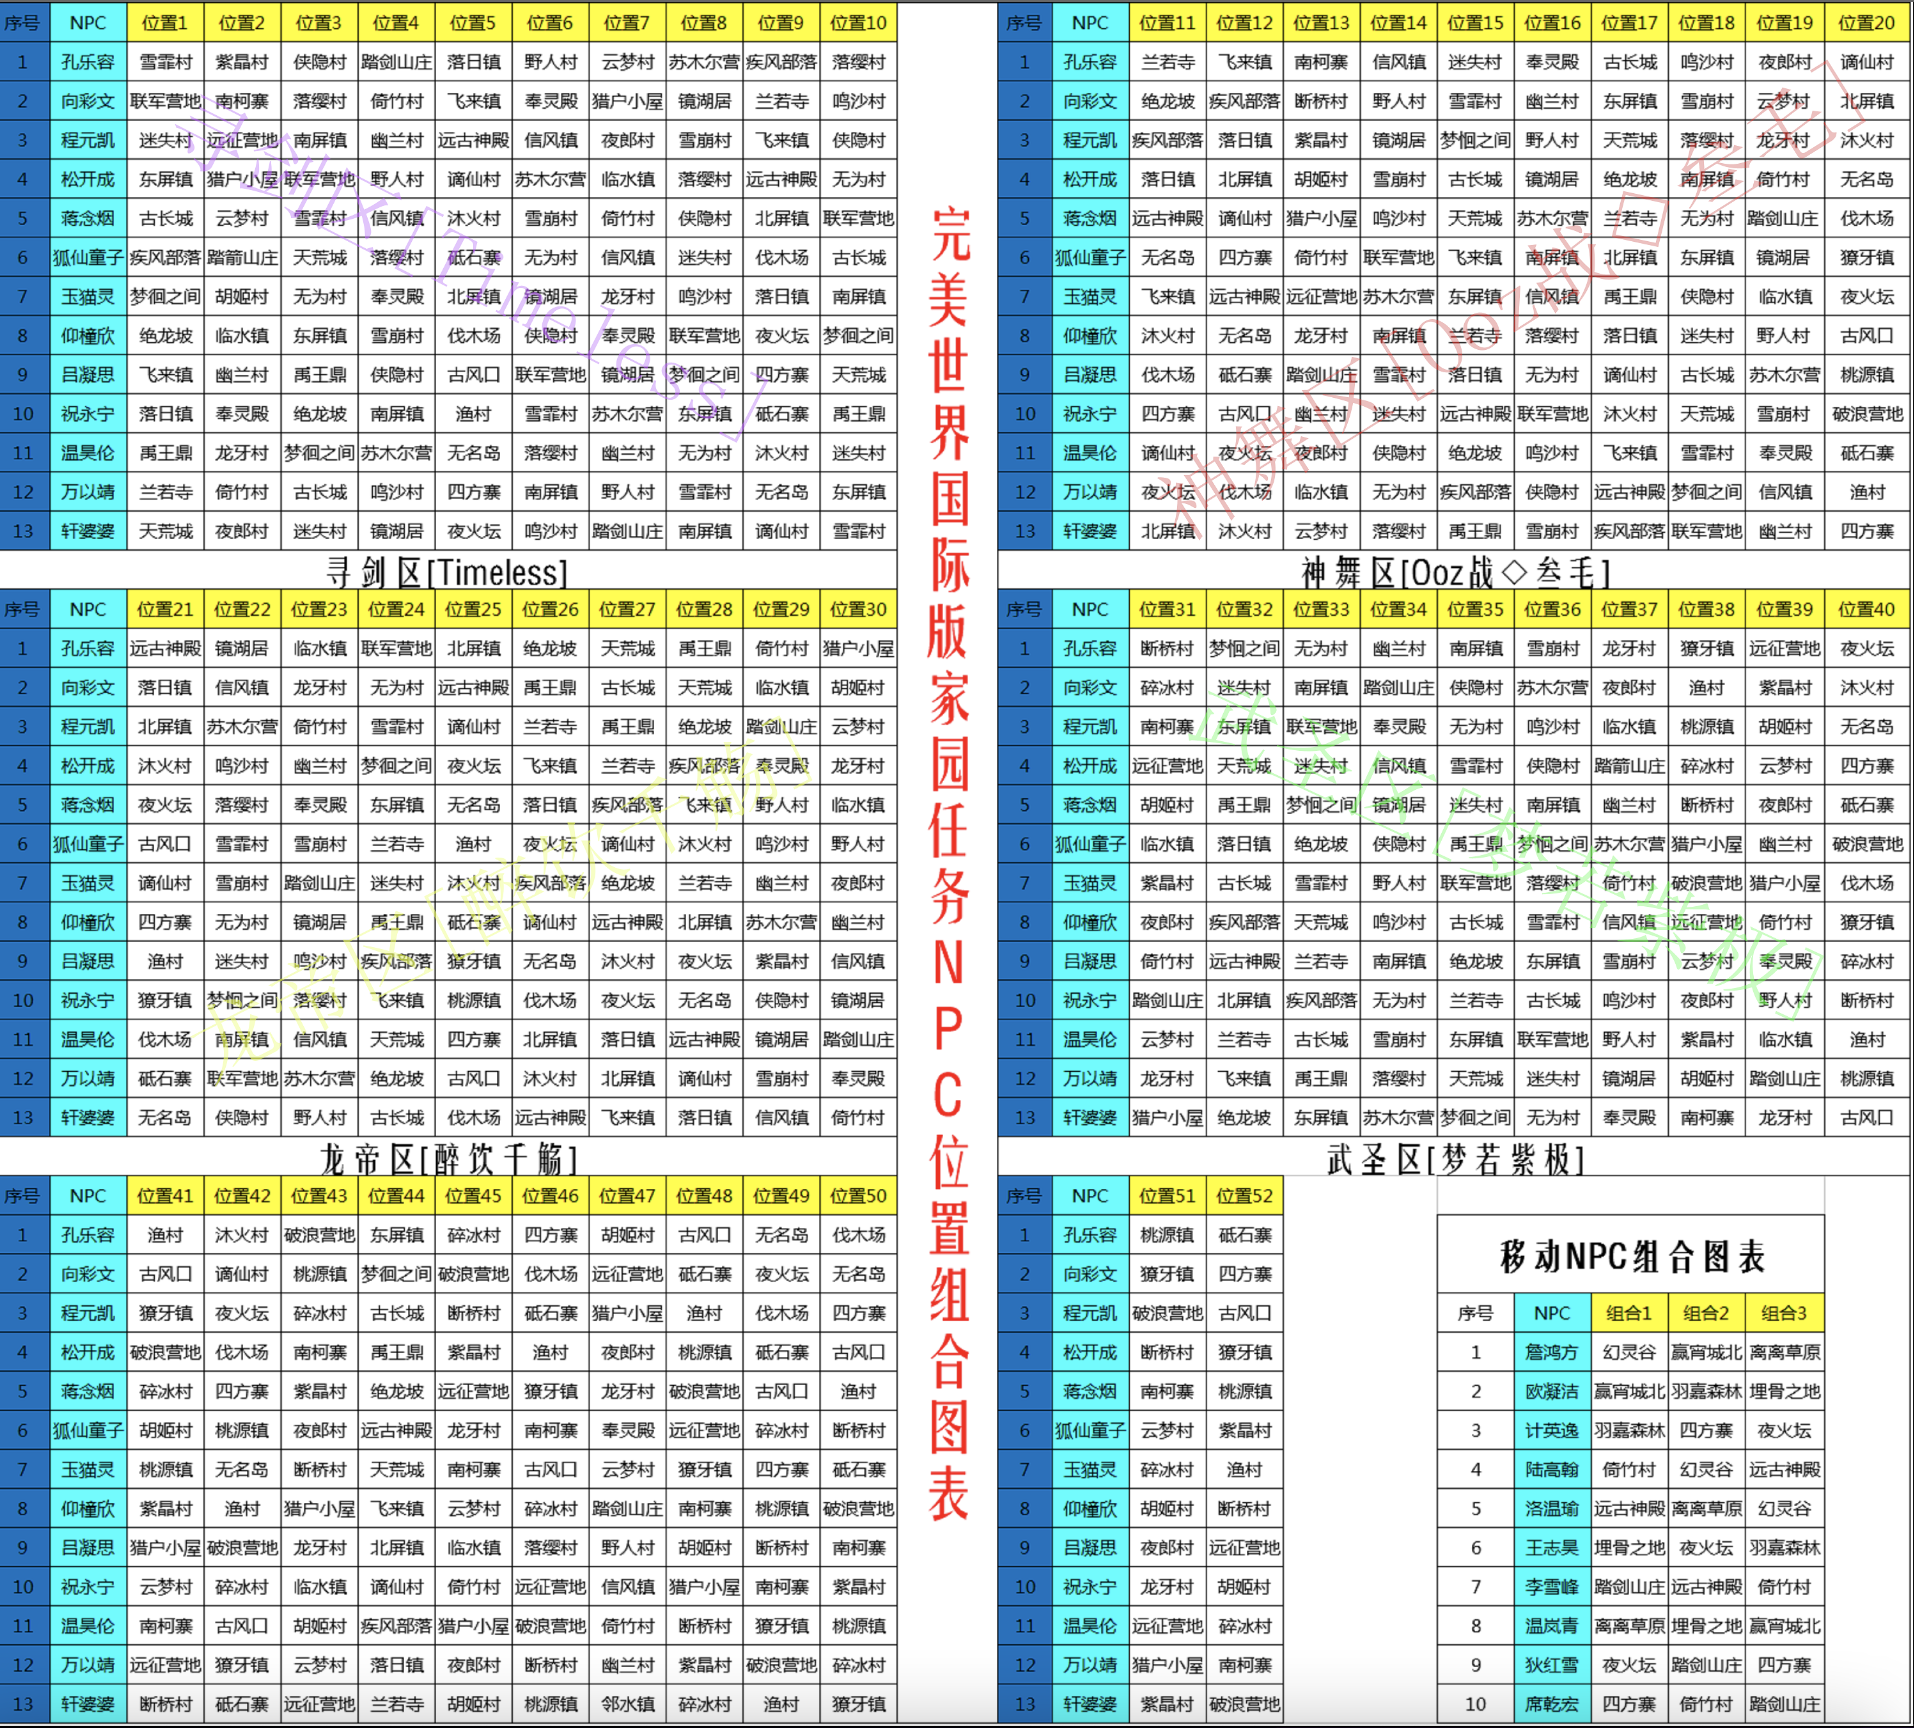 序号 NPC 位置1 位置2 位置3 位置4 位置5 位置6 位置7 位置8 位置9 位置10
1 孔乐容 雪霏村 紫晶村 侠隐村 踏剑山庄 落日镇 野人村 云梦村 苏木尔营 疾风部落 落缨村
2 向彩文 联军营地 南柯寨 落缨村 倚竹村 飞来镇 奉灵殿 猎户小屋 镜湖居 兰若寺 鸣沙村
3 程元凯 迷失村 远征营地 南屏镇 幽兰村 远古神殿 信风镇 夜郎村 雪崩村 飞来镇 侠隐村
4 松开成 东屏镇 猎户小屋 联军营地 野人村 谪仙村 苏木尔营 临水镇 落缨村 远古神殿 无为村
5 蒋念烟 古长城 云梦村 雪霏村 信风镇 沐火村 雪崩村 倚竹村 侠隐村 北屏镇 联军营地
6 狐仙童子 疾风部落 踏箭山庄 天荒城 落缨村 砥石寨 无为村 信风镇 迷失村 伐木场 古长城
7 玉猫灵 梦徊之间 胡姬村 无为村 奉灵殿 北屏镇 镜湖居 龙牙村 鸣沙村 落日镇 南屏镇
8 仰橦欣 绝龙坡 临水镇 东屏镇 雪崩村 伐木场 侠隐村 奉灵殿 联军营地 夜火坛 梦徊之间
9 吕凝思 飞来镇 幽兰村 禹王鼎 侠隐村 古风口 联军营地 镜湖居 梦徊之间 四方寨 天荒城
10 祝永宁 落日镇 奉灵殿 绝龙坡 南屏镇 渔村 雪霏村 苏木尔营 东屏镇 砥石寨 禹王鼎
11 温昊伦 禹王鼎 龙牙村 梦徊之间 苏木尔营 无名岛 落缨村 幽兰村 无为村 沐火村 迷失村
12 万以靖 兰若寺 倚竹村 古长城 鸣沙村 四方寨 南屏镇 野人村 雪霏村 无名岛 东屏镇
13 轩婆婆 天荒城 夜郎村 迷失村 镜湖居 夜火坛 鸣沙村 踏剑山庄 南屏镇 谪仙村 雪霏村
寻剑区[Timeless]
寻剑区[Timeless]
序号 NPC 位置11 位置12 位置13 位置14 位置15 位置16 位置17 位置18 位置19 位置20
1 孔乐容 兰若寺 飞来镇 南柯寨 信风镇 迷失村 奉灵殿 古长城 鸣沙村 夜郎村 谪仙村
2 向彩文 绝龙坡 疾风部落 断桥村 野人村 雪霏村 幽兰村 东屏镇 雪崩村 云梦村 北屏镇
3 程元凯 疾风部落 落日镇 紫晶村 镜湖居 梦徊之间 野人村 天荒城 落缨村 龙牙村 沐火村
4 松开成 落日镇 北屏镇 胡姬村 雪崩村 古长城 镜湖居 绝龙坡 南屏镇 倚竹村 无名岛
5 蒋念烟 远古神殿 谪仙村 猎户小屋 鸣沙村 天荒城 苏木尔营 兰若寺 无为村 踏剑山庄 伐木场
6 狐仙童子 无名岛 四方寨 倚竹村 联军营地 飞来镇 南屏镇 北屏镇 东屏镇 镜湖居 獠牙镇
7 玉猫灵 飞来镇 远古神殿 远征营地 苏木尔营 东屏镇 信风镇 禹王鼎 侠隐村 临水镇 夜火坛
8 仰橦欣 沐火村 无名岛 龙牙村 南屏镇 兰若寺 落缨村 落日镇 迷失村 野人村 古风口
9 吕凝思 伐木场 砥石寨 踏剑山庄 雪霏村 落日镇 无为村 谪仙村 古长城 苏木尔营 桃源镇
10 祝永宁 四方寨 古风口 幽兰村 迷失村 远古神殿 联军营地 沐火村 天荒城 雪崩村 破浪营地
11 温昊伦 谪仙村 夜火坛 夜郎村 侠隐村 绝龙坡 鸣沙村 飞来镇 雪霏村 奉灵殿 砥石寨
12 万以靖 夜火坛 伐木场 临水镇 无为村 疾风部落 侠隐村 远古神殿 梦徊之间 信风镇 渔村
13 轩婆婆 北屏镇 沐火村 云梦村 落缨村 禹王鼎 雪崩村 疾风部落 联军营地 幽兰村 四方寨
神舞区[Ooz战◇叁毛]
神舞区[Ooz战◇叁毛]
完美世界国际版家园任务NPC位置组合图表
序号 NPC 位置21 位置22 位置23 位置24 位置25 位置26 位置27 位置28 位置29 位置30
1 孔乐容 远古神殿 镜湖居 临水镇 联军营地 北屏镇 绝龙坡 天荒城 禹王鼎 倚竹村 猎户小屋
2 向彩文 落日镇 信风镇 龙牙村 无为村 远古神殿 禹王鼎 古长城 天荒城 临水镇 胡姬村
3 程元凯 北屏镇 苏木尔营 倚竹村 雪霏村 谪仙村 兰若寺 禹王鼎 绝龙坡 踏剑山庄 云梦村
4 松开成 沐火村 鸣沙村 幽兰村 梦徊之间 夜火坛 飞来镇 兰若寺 疾风部落 奉灵殿 龙牙村
5 蒋念烟 夜火坛 落缨村 奉灵殿 东屏镇 无名岛 落日镇 疾风部落 飞来镇 野人村 临水镇
6 狐仙童子 古风口 雪霏村 雪崩村 兰若寺 渔村 夜火坛 谪仙村 沐火村 鸣沙村 野人村
7 玉猫灵 谪仙村 雪崩村 踏剑山庄 迷失村 沐火村 疾风部落 绝龙坡 兰若寺 幽兰村 夜郎村
8 仰橦欣 四方寨 无为村 镜湖居 禹王鼎 砥石寨 谪仙村 远古神殿 北屏镇 苏木尔营 幽兰村
9 吕凝思 渔村 迷失村 鸣沙村 疾风部落 獠牙镇 无名岛 沐火村 夜火坛 紫晶村 信风镇
10 祝永宁 獠牙镇 梦徊之间 落缨村 飞来镇 桃源镇 伐木场 夜火坛 无名岛 侠隐村 镜湖居
11 温昊伦 伐木场 南屏镇 信风镇 天荒城 四方寨 北屏镇 落日镇 远古神殿 镜湖居 踏剑山庄
12 万以靖 砥石寨 联军营地 苏木尔营 绝龙坡 古风口 沐火村 北屏镇 谪仙村 雪崩村 奉灵殿
13 轩婆婆 无名岛 侠隐村 野人村 古长城 伐木场 远古神殿 飞来镇 落日镇 信风镇 倚竹村
龙帝区[醉饮千觞]
龙帝区[醉饮千觞]
序号 NPC 位置31 位置32 位置33 位置34 位置35 位置36 位置37 位置38 位置39 位置40
1 孔乐容 断桥村 梦徊之间 无为村 幽兰村 南屏镇 雪崩村 龙牙村 獠牙镇 远征营地 夜火坛
2 向彩文 碎冰村 迷失村 南屏镇 踏剑山庄 侠隐村 苏木尔营 夜郎村 渔村 紫晶村 沐火村
3 程元凯 南柯寨 东屏镇 联军营地 奉灵殿 无为村 鸣沙村 临水镇 桃源镇 胡姬村 无名岛
4 松开成 远征营地 天荒城 迷失村 信风镇 雪霏村 侠隐村 踏箭山庄 碎冰村 云梦村 四方寨
5 蒋念烟 胡姬村 禹王鼎 梦徊之间 镜湖居 迷失村 南屏镇 幽兰村 断桥村 夜郎村 砥石寨
6 狐仙童子 临水镇 落日镇 绝龙坡 侠隐村 禹王鼎 梦徊之间 苏木尔营 猎户小屋 幽兰村 破浪营地
7 玉猫灵 紫晶村 古长城 雪霏村 野人村 联军营地 落缨村 倚竹村 破浪营地 猎户小屋 伐木场
8 仰橦欣 夜郎村 疾风部落 天荒城 鸣沙村 古长城 雪霏村 信风镇 远征营地 倚竹村 獠牙镇
9 吕凝思 倚竹村 远古神殿 兰若寺 南屏镇 绝龙坡 东屏镇 雪崩村 云梦村 奉灵殿 碎冰村
10 祝永宁 踏剑山庄 北屏镇 疾风部落 无为村 兰若寺 古长城 鸣沙村 夜郎村 野人村 断桥村
11 温昊伦 云梦村 兰若寺 古长城 雪崩村 东屏镇 联军营地 野人村 紫晶村 临水镇 渔村
12 万以靖 龙牙村 飞来镇 禹王鼎 落缨村 天荒城 迷失村 镜湖居 胡姬村 踏剑山庄 桃源镇
13 轩婆婆 猎户小屋 绝龙坡 东屏镇 苏木尔营 梦徊之间 无为村 奉灵殿 南柯寨 龙牙村 古风口
武圣区[梦若紫极]
武圣区[梦若紫极]
序号 NPC 位置41 位置42 位置43 位置44 位置45 位置46 位置47 位置48 位置49 位置50
1 孔乐容 渔村 沐火村 破浪营地 东屏镇 碎冰村 四方寨 胡姬村 古风口 无名岛 伐木场
2 向彩文 古风口 谪仙村 桃源镇 梦徊之间 破浪营地 伐木场 远征营地 砥石寨 夜火坛 无名岛
3 程元凯 獠牙镇 夜火坛 碎冰村 古长城 断桥村 砥石寨 猎户小屋 渔村 伐木场 四方寨
4 松开成 破浪营地 伐木场 南柯寨 禹王鼎 紫晶村 渔村 夜郎村 桃源镇 砥石寨 古风口
5 蒋念烟 碎冰村 四方寨 紫晶村 绝龙坡 远征营地 獠牙镇 龙牙村 破浪营地 古风口 渔村
6 狐仙童子 胡姬村 桃源镇 夜郎村 远古神殿 龙牙村 南柯寨 奉灵殿 远征营地 碎冰村 断桥村
7 玉猫灵 桃源镇 无名岛 断桥村 天荒城 南柯寨 古风口 云梦村 獠牙镇 四方寨 砥石寨
8 仰橦欣 紫晶村 渔村 猎户小屋 飞来镇 云梦村 碎冰村 踏剑山庄 南柯寨 桃源镇 破浪营地
9 吕凝思 猎户小屋 破浪营地 龙牙村 北屏镇 临水镇 落缨村 野人村 胡姬村 断桥村 南柯寨
10 祝永宁 云梦村 碎冰村 临水镇 谪仙村 倚竹村 远征营地 信风镇 猎户小屋 南柯寨 紫晶村
11 温昊伦 南柯寨 古风口 胡姬村 疾风部落 猎户小屋 破浪营地 倚竹村 断桥村 獠牙镇 桃源镇
12 万以靖 远征营地 獠牙镇 云梦村 落日镇 夜郎村 断桥村 幽兰村 紫晶村 破浪营地 碎冰村
13 轩婆婆 断桥村 砥石寨 远征营地 兰若寺 胡姬村 桃源镇 邻水镇 碎冰村 渔村 獠牙镇
序号 NPC 位置51 位置52
1 孔乐容 桃源镇 砥石寨
2 向彩文 獠牙镇 四方寨
3 程元凯 破浪营地 古风口
4 松开成 断桥村 獠牙镇
5 蒋念烟 南柯寨 桃源镇
6 狐仙童子 云梦村 紫晶村
7 玉猫灵 碎冰村 渔村
8 仰橦欣 胡姬村 断桥村
9 吕凝思 夜郎村 远征营地
10 祝永宁 龙牙村 胡姬村
11 温昊伦 远征营地 碎冰村
12 万以靖 猎户小屋 南柯寨
13 轩婆婆 紫晶村 破浪营地
移动NPC组合图表
序号 NPC 组合1 组合2 组合3
1 詹鸿方 幻灵谷 赢宵城北 离离草原
2 欧凝洁 赢宵城北 羽嘉森林 埋骨之地
3 计英逸 羽嘉森林 四方寨 夜火坛
4 陆高翰 倚竹村 幻灵谷 远古神殿
5 洛温瑜 远古神殿 离离草原 幻灵谷
6 王志昊 埋骨之地 夜火坛 羽嘉森林
7 李雪峰 踏剑山庄 远古神殿 倚竹村
8 温岚青 离离草原 埋骨之地 赢宵城北
9 狄红雪 夜火坛 踏剑山庄 四方寨
10 席乾宏 四方寨 倚竹村 踏剑山庄